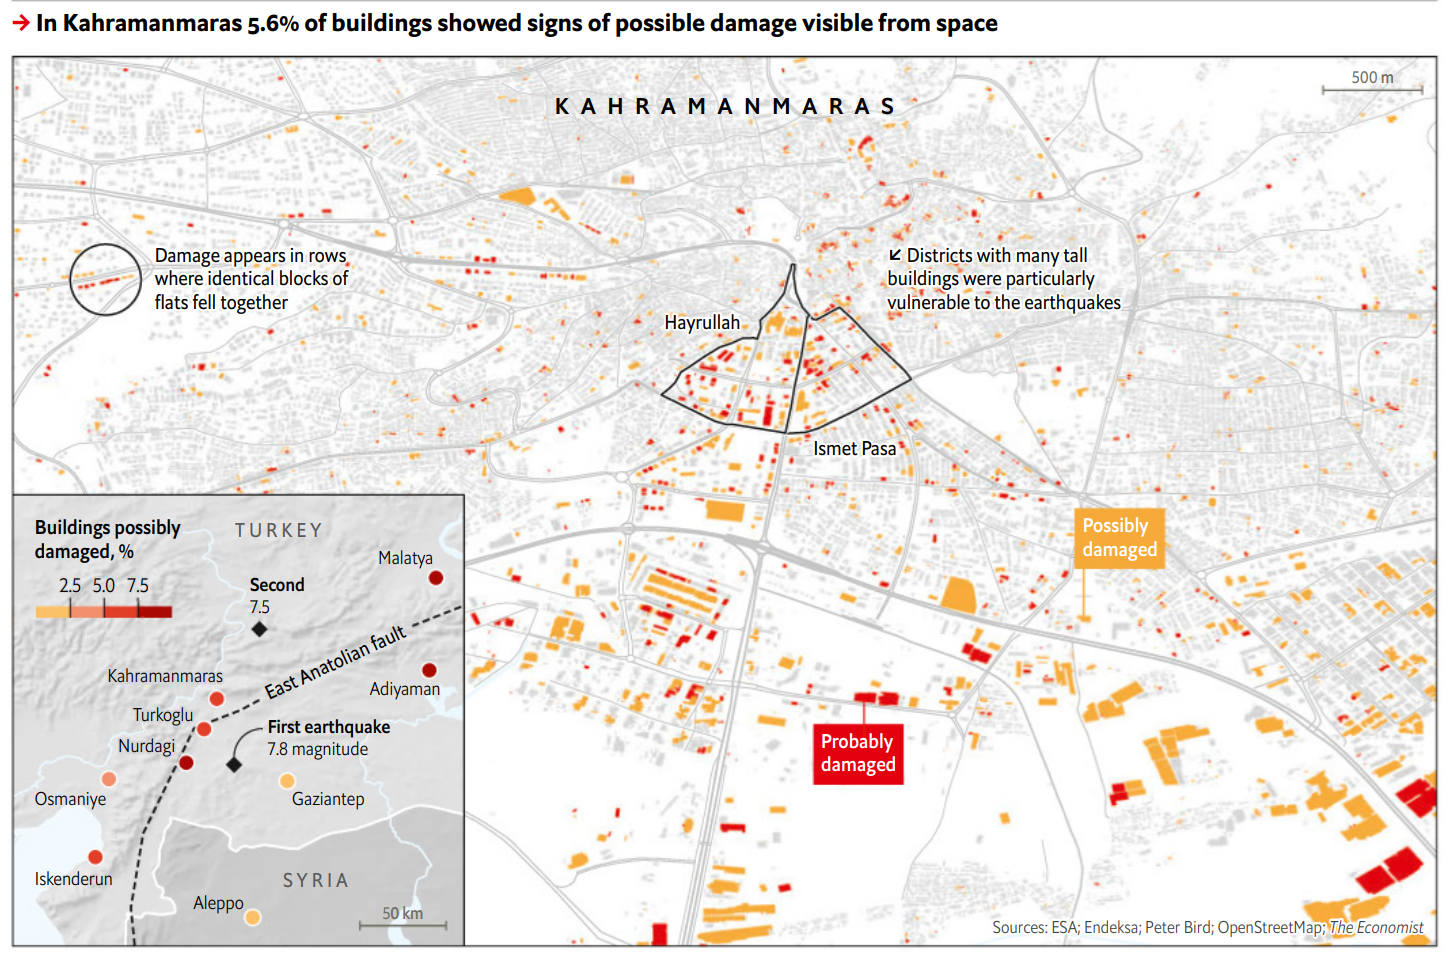 → In Kahramanmaras 5.6% of buildings showed signs of possible damage visible from space
500 m
KAHRAMANMARAS
Damage appears in rows
where identical blocks of
flats fell together
↙ Districts with many tall
buildings were particularly
vulnerable to the earthquakes
Hayrullah
Ismet Pasa
Possibly
damaged
Probably
damaged
Buildings possibly
damaged, %
2.5 5.0 7.5
TURKEY
Malatya
Second
7.5
East Anatolian fault
Kahramanmaras
Adiyaman
Turkoglu
First earthquake
7.8 magnitude
Nurdagi
Osmaniye
Gaziantep
Iskenderun
SYRIA
Aleppo
50 km
Sources: ESA; Endeksa; Peter Bird; OpenStreetMap; The Economist